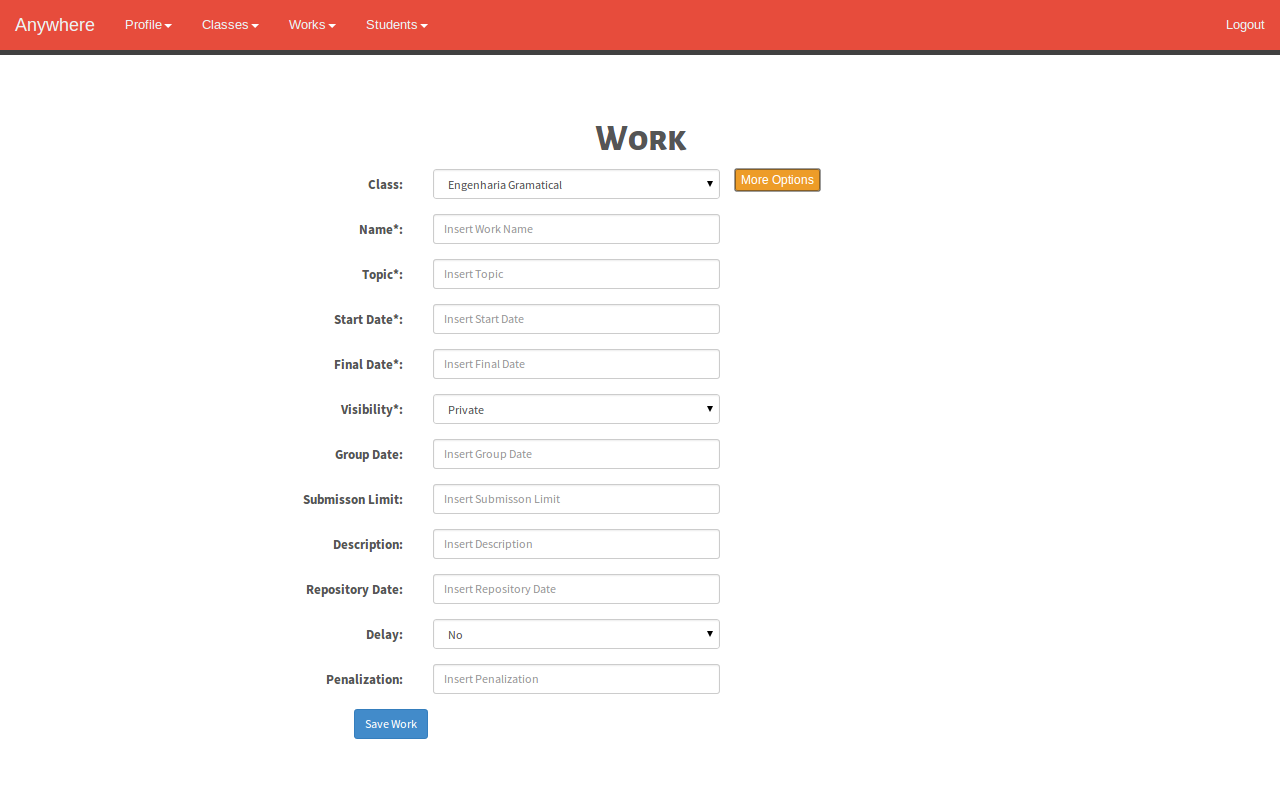 Anywhere Profile Classes Works Students Logout
Work
Class: Engenharia Gramatical More Options
Name*: Insert Work Name
Topic*: Insert Topic
Start Date*: Insert Start Date
Final Date*: Insert Final Date
Visibility*: Private
Group Date: Insert Group Date
Submisson Limit: Insert Submisson Limit
Description: Insert Description
Repository Date: Insert Repository Date
Delay: No
Penalization: Insert Penalization
Save Work